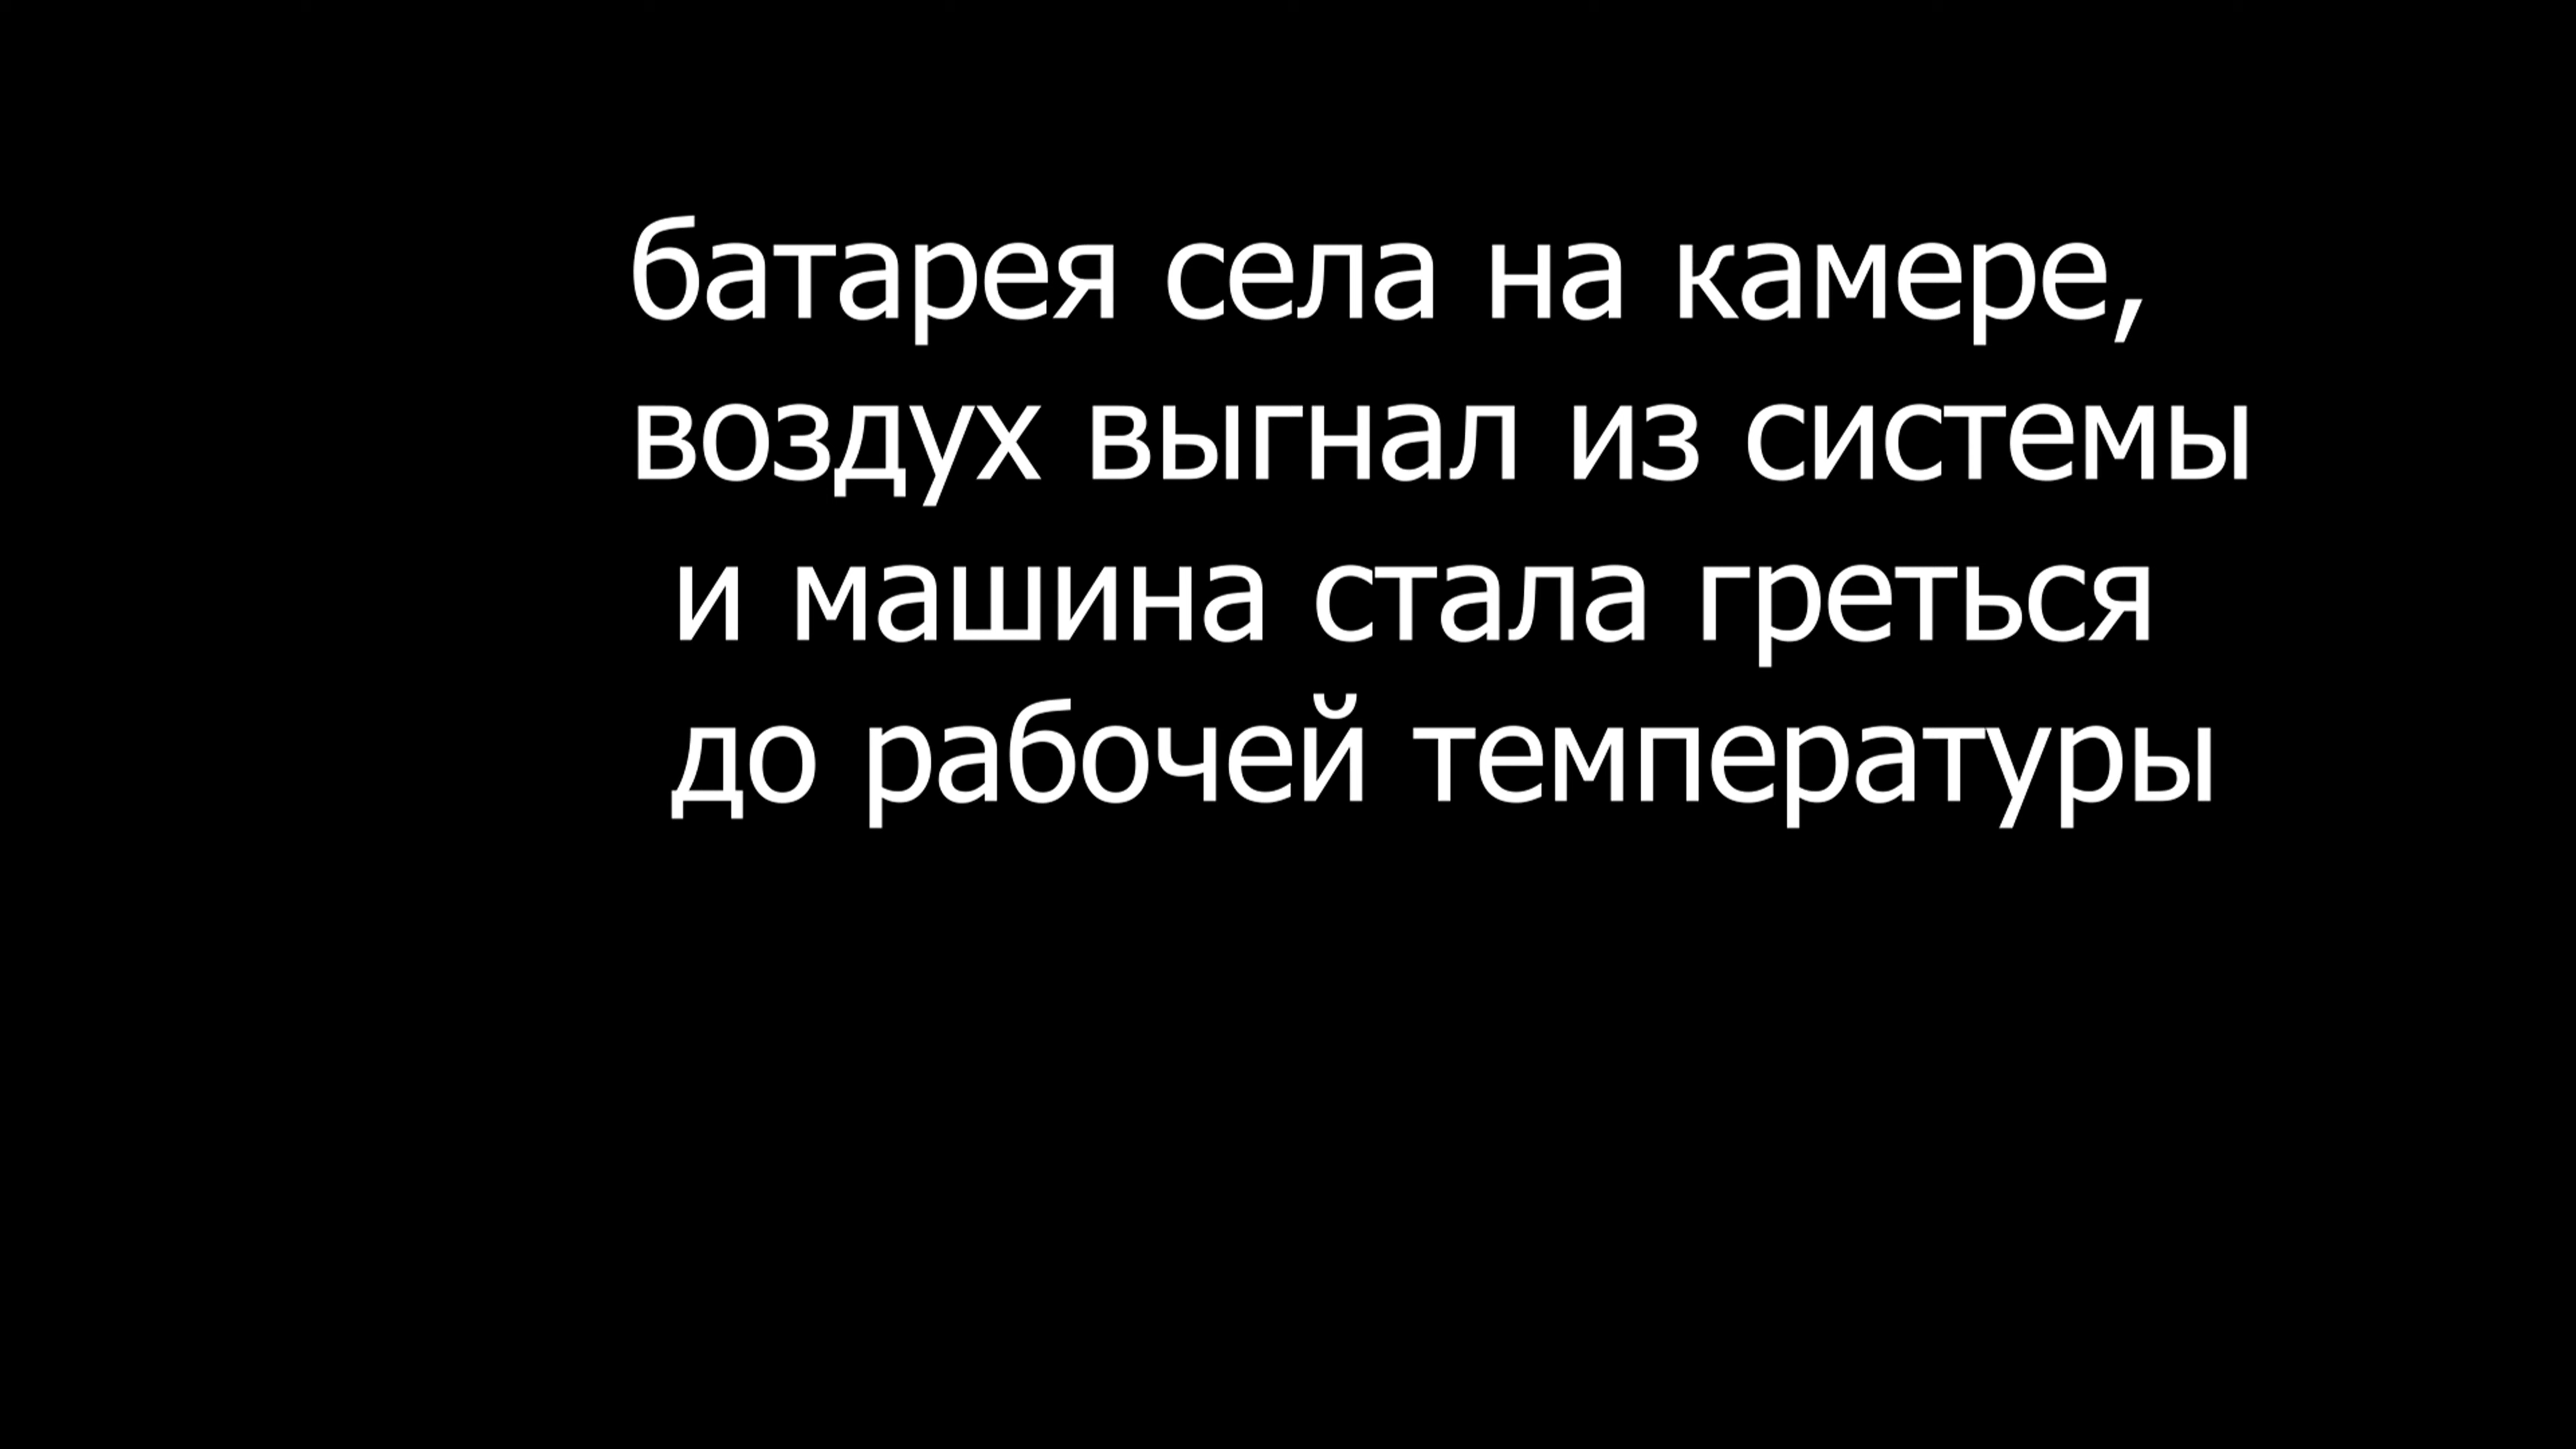 батарея села на камере,
воздух выгнал из системы
и машина стала греться
до рабочей температуры